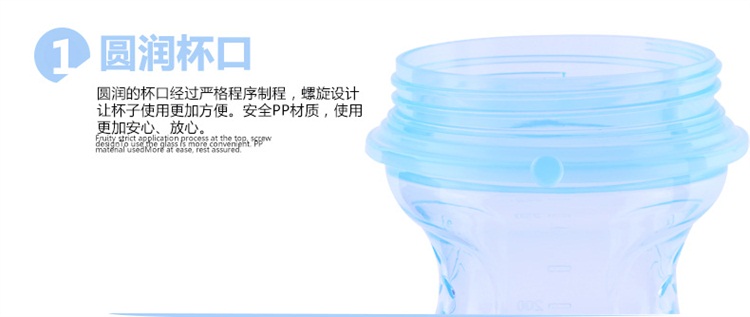 1 圆润杯口
圆润的杯口经过严格程序制程，螺旋设计
让杯子使用更加方便。安全PP材质，使用
更加安心、放心。
Fruity strict application process at the top, screw
designTo use the glass is more convenient. PP
material usedMore at ease, rest assured.